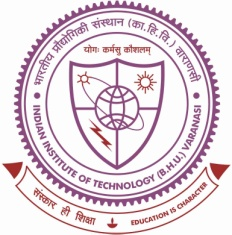 भारतीय प्रौद्योगिकी संस्थान (का.हि.वि.) वाराणसी
योगः कर्मसु कौशलम्
INDIAN INSTITUTE OF TECHNOLOGY (B.H.U.) VARANASI
संस्कार ही शिक्षा
EDUCATION IS CHARACTER